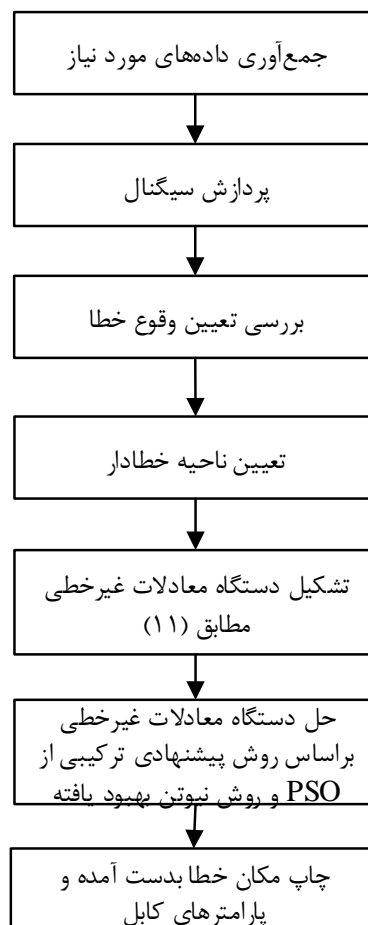 جمع‌آوری داده‌های مورد نیاز
پردازش سیگنال
بررسی تعیین وقوع خطا
تعیین ناحیه خطادار
تشکیل دستگاه معادلات غیرخطی
مطابق (۱۱)
حل دستگاه معادلات غیرخطی
براساس روش پیشنهادی ترکیبی از
PSO و روش نیوتن بهبود یافته
چاپ مکان خطا بدست آمده و
پارامترهای کابل